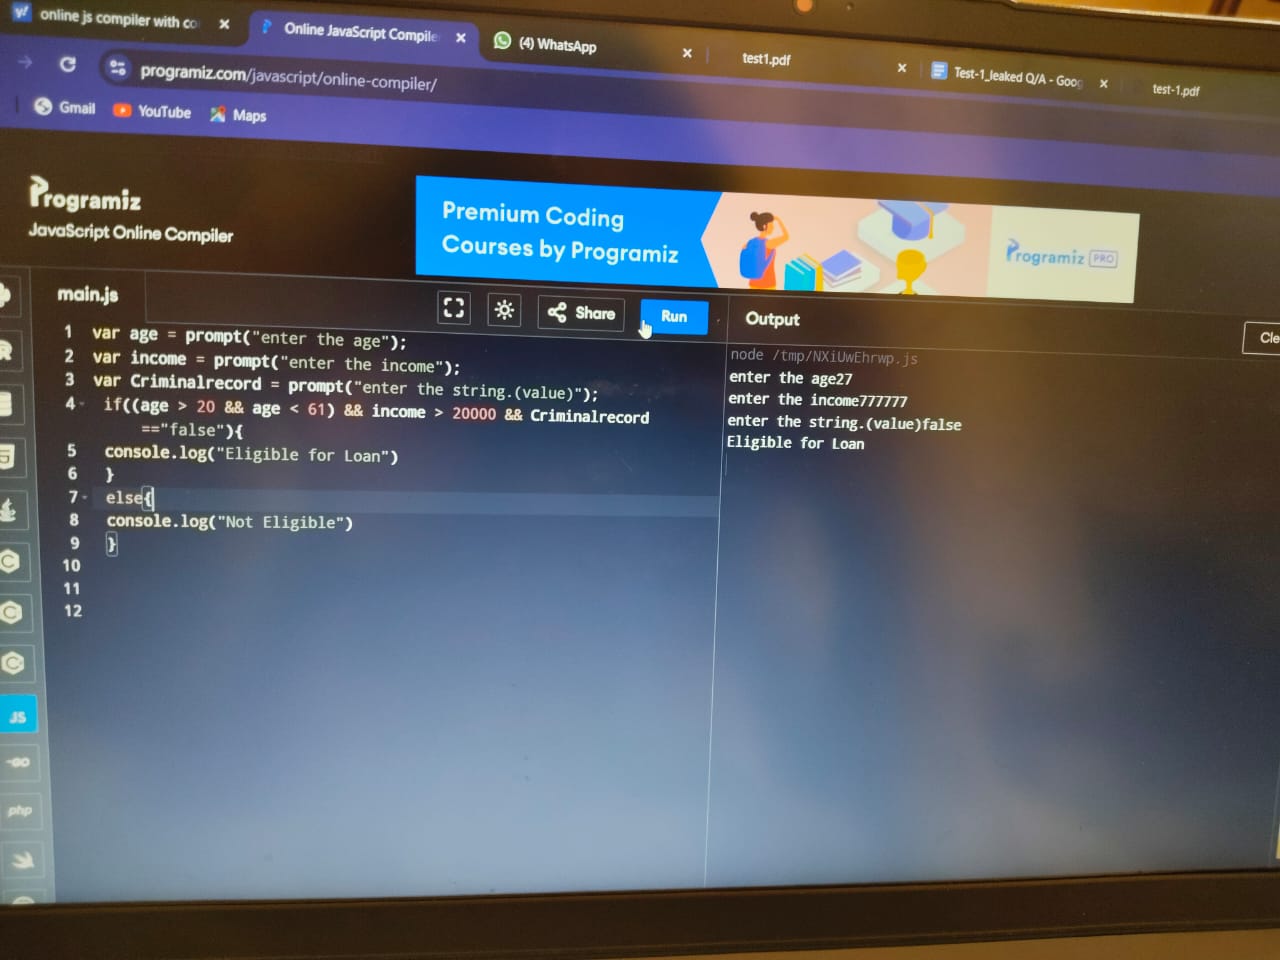 online js compiler with co
Online JavaScript Compile
(4) WhatsApp
test1.pdf
Test-1_leaked Q/A - Goog
test-1.pdf
programiz.com/javascript/online-compiler/
Gmail
YouTube
Maps
Programiz
JavaScript Online Compiler
Premium Coding
Courses by Programiz
Programiz PRO
main.js
Share
Run
Output
Cle
1 var age = prompt("enter the age");
2 var income = prompt("enter the income");
3 var Criminalrecord = prompt("enter the string.(value)");
4 if((age > 20 && age < 61) && income > 20000 && Criminalrecord
=="false"){
5 console.log("Eligible for Loan")
6 }
7 else{
8 console.log("Not Eligible")
9 }
10
11
12
node /tmp/NXiUwEhrwp.js
enter the age27
enter the income777777
enter the string.(value)false
Eligible for Loan
JS
GO
php